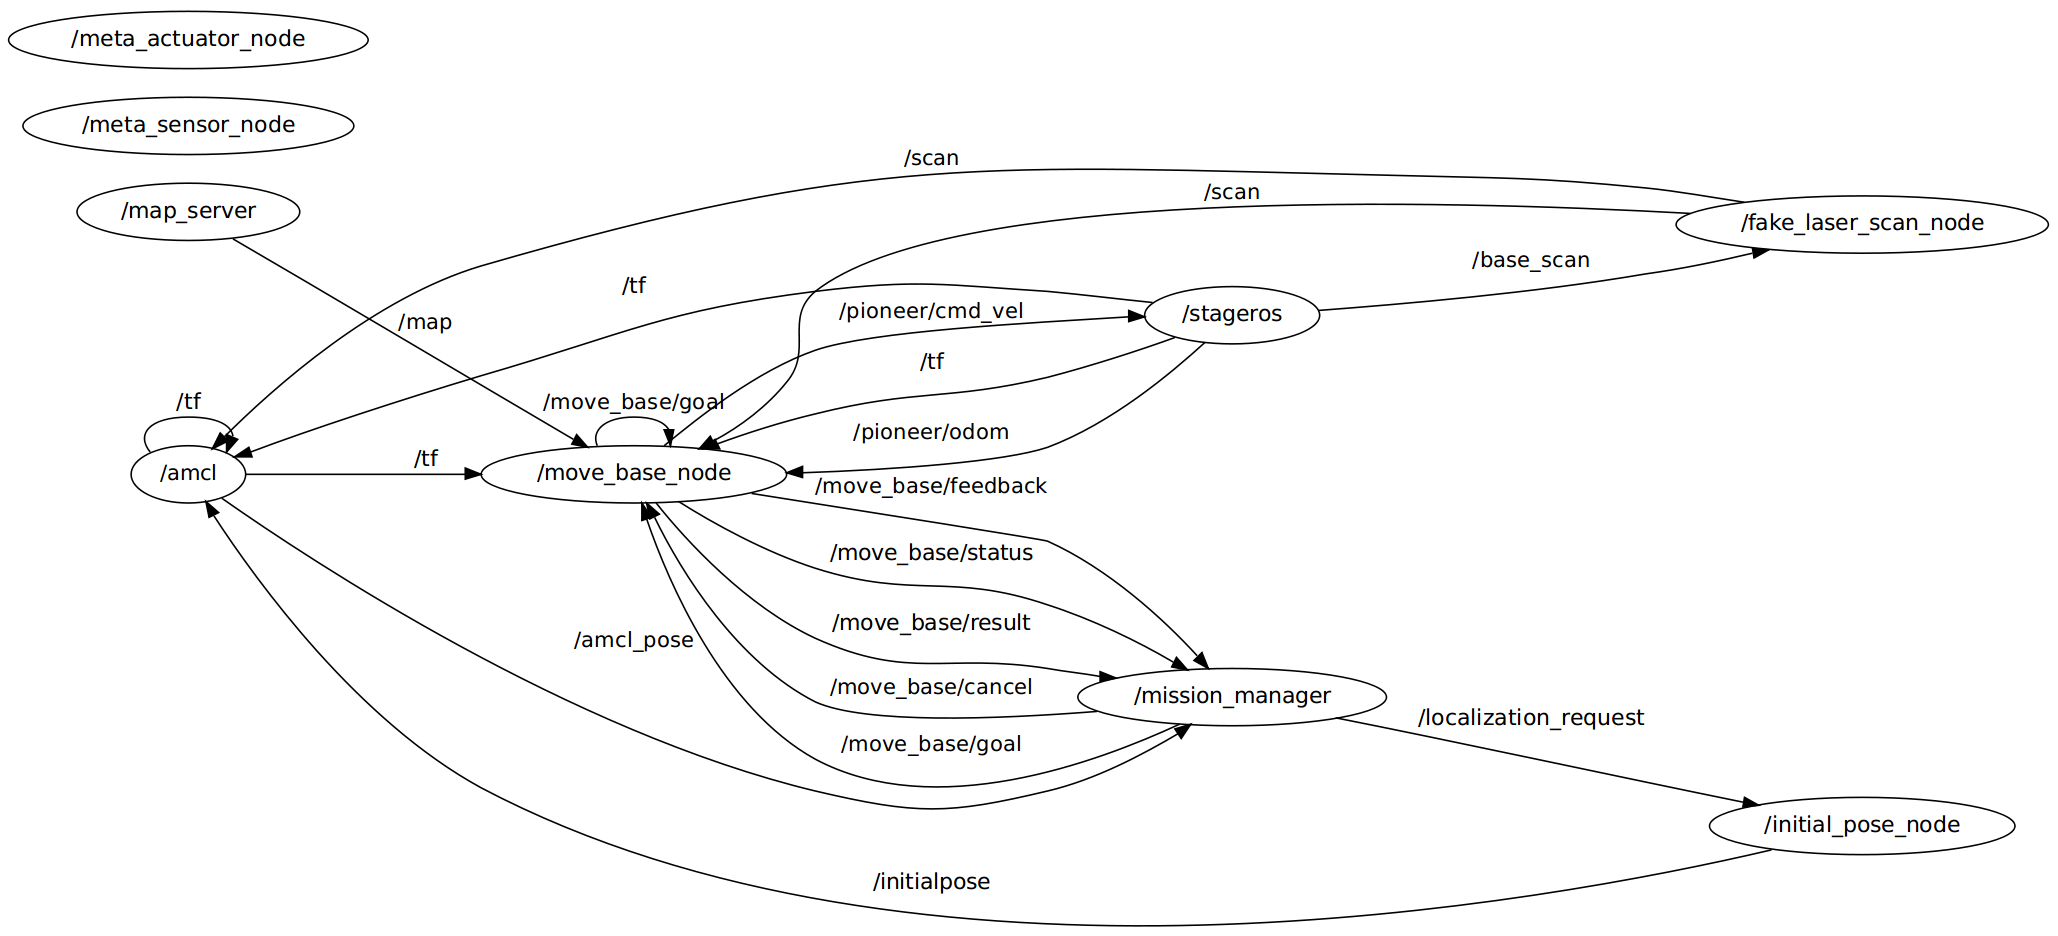 /meta_actuator_node
/meta_sensor_node
/scan
/scan
/map_server
/fake_laser_scan_node
/base_scan
/tf
/pioneer/cmd_vel
/stageros
/map
/tf
/tf
/move_base/goal
/pioneer/odom
/tf
/amcl
/move_base_node
/move_base/feedback
/move_base/status
/move_base/result
/amcl_pose
/move_base/cancel
/mission_manager
/localization_request
/move_base/goal
/initial_pose_node
/initialpose